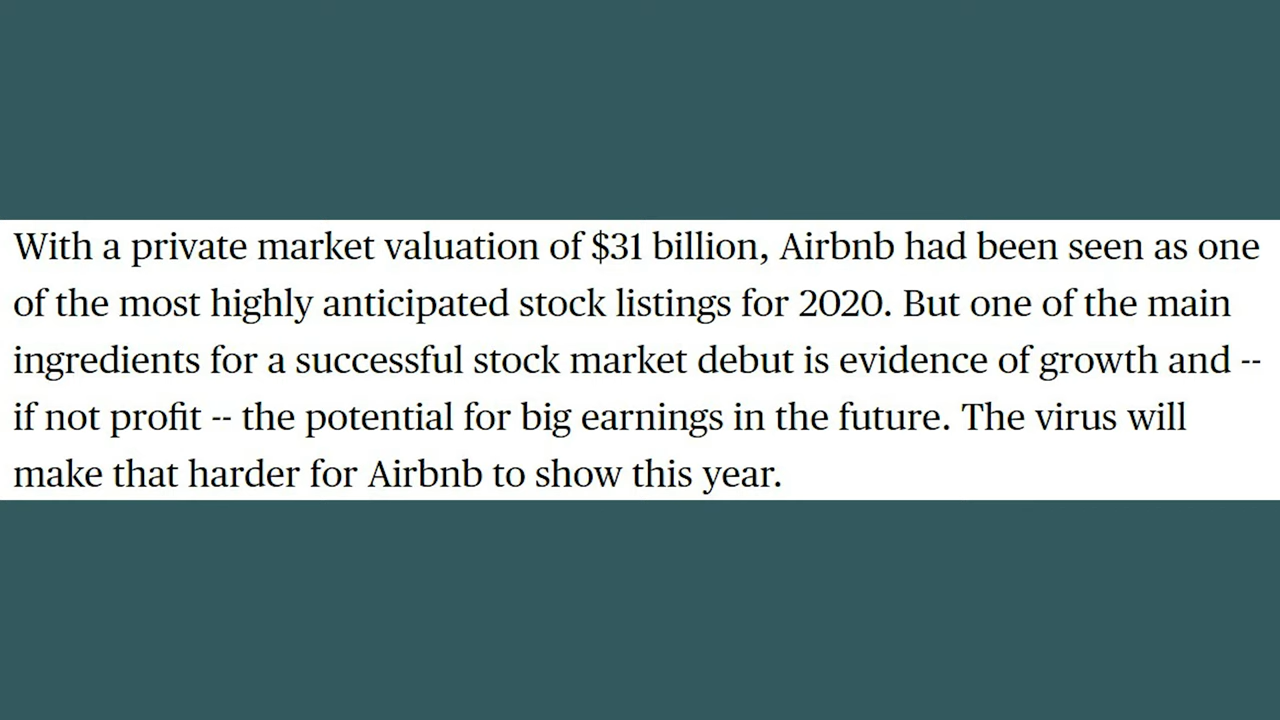 With a private market valuation of $31 billion, Airbnb had been seen as one
of the most highly anticipated stock listings for 2020. But one of the main
ingredients for a successful stock market debut is evidence of growth and --
if not profit -- the potential for big earnings in the future. The virus will
make that harder for Airbnb to show this year.